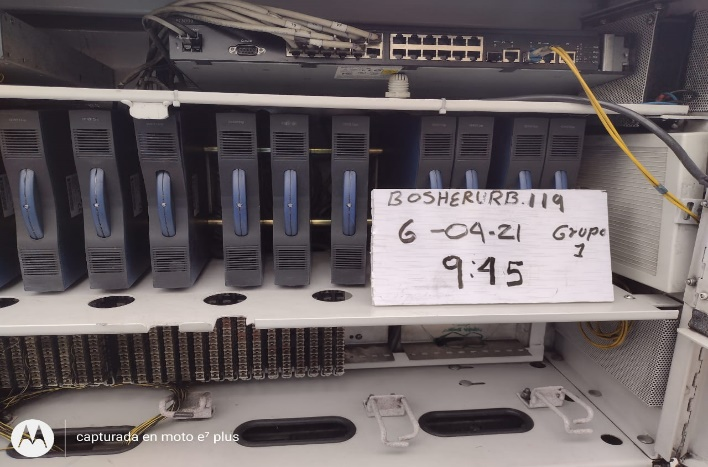 BOSHERURB.119
6-04-21 Grupo
1
9:45
capturada en moto e⁷ plus